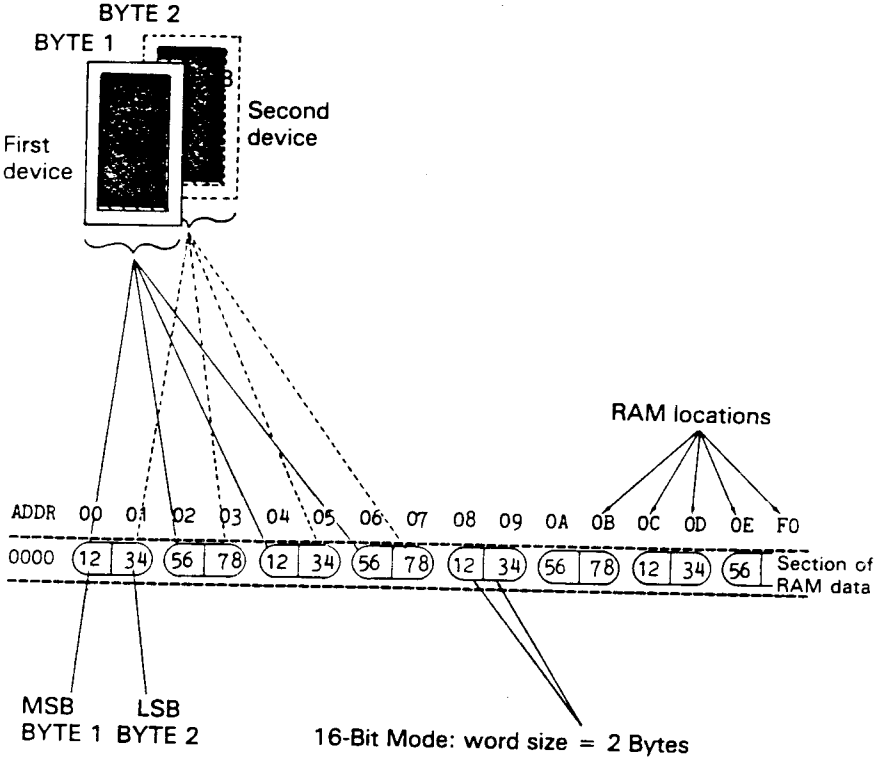 BYTE 2
BYTE 1
B
Second
device
First
device
RAM locations
ADDR 00 01 02 03 04 05 06 07 08 09 0A 0B 0C 0D 0E F0
0000 12 34 56 78 12 34 56 78 12 34 56 78 12 34 56 Section of
RAM data
MSB LSB
BYTE 1 BYTE 2
16-Bit Mode: word size = 2 Bytes